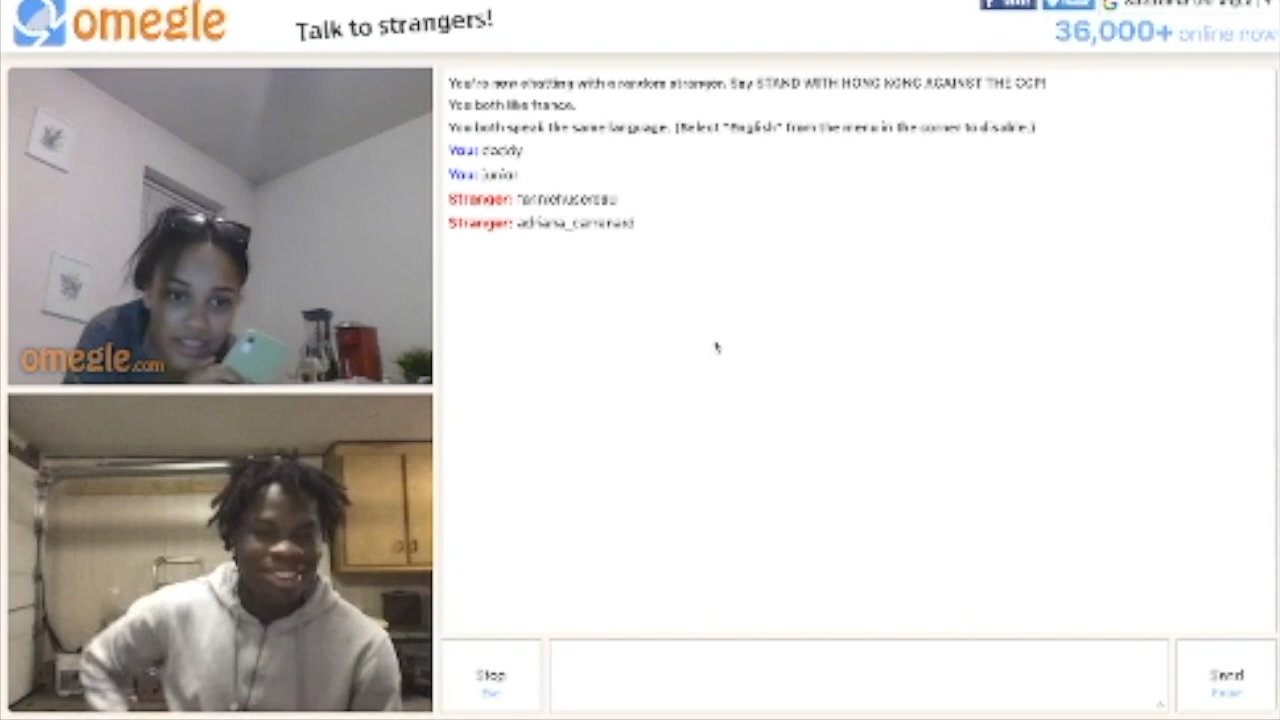 omegle
Talk to strangers!
36,000+ online now
You're now chatting with a random stranger. Say STAND WITH HONG KONG AGAINST THE CCP!
You both like france.
You both speak the same language. (Select "English" from the menu in the corner to disable.)
You: daddy
You: junior
Stranger:
Stranger:
omegle.com
Stop
Esc
Send
Enter